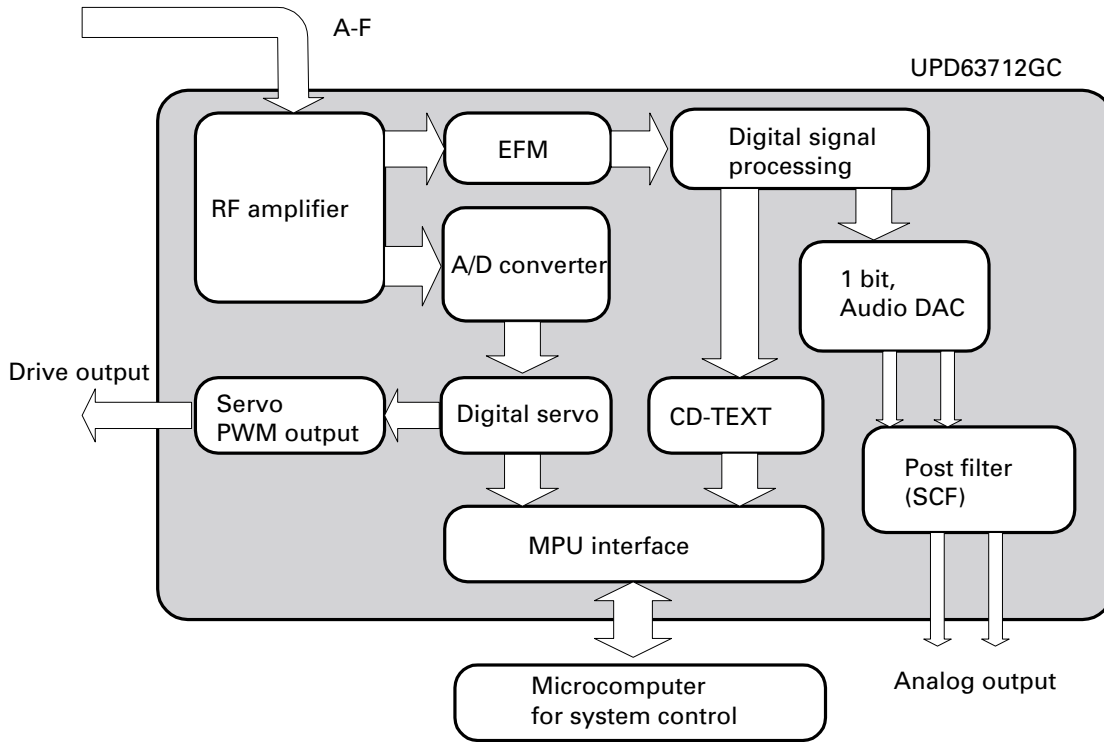 A-F
UPD63712GC
RF amplifier
EFM
Digital signal
processing
A/D converter
1 bit,
Audio DAC
Drive output
Servo
PWM output
Digital servo
CD-TEXT
Post filter
(SCF)
MPU interface
Microcomputer
for system control
Analog output